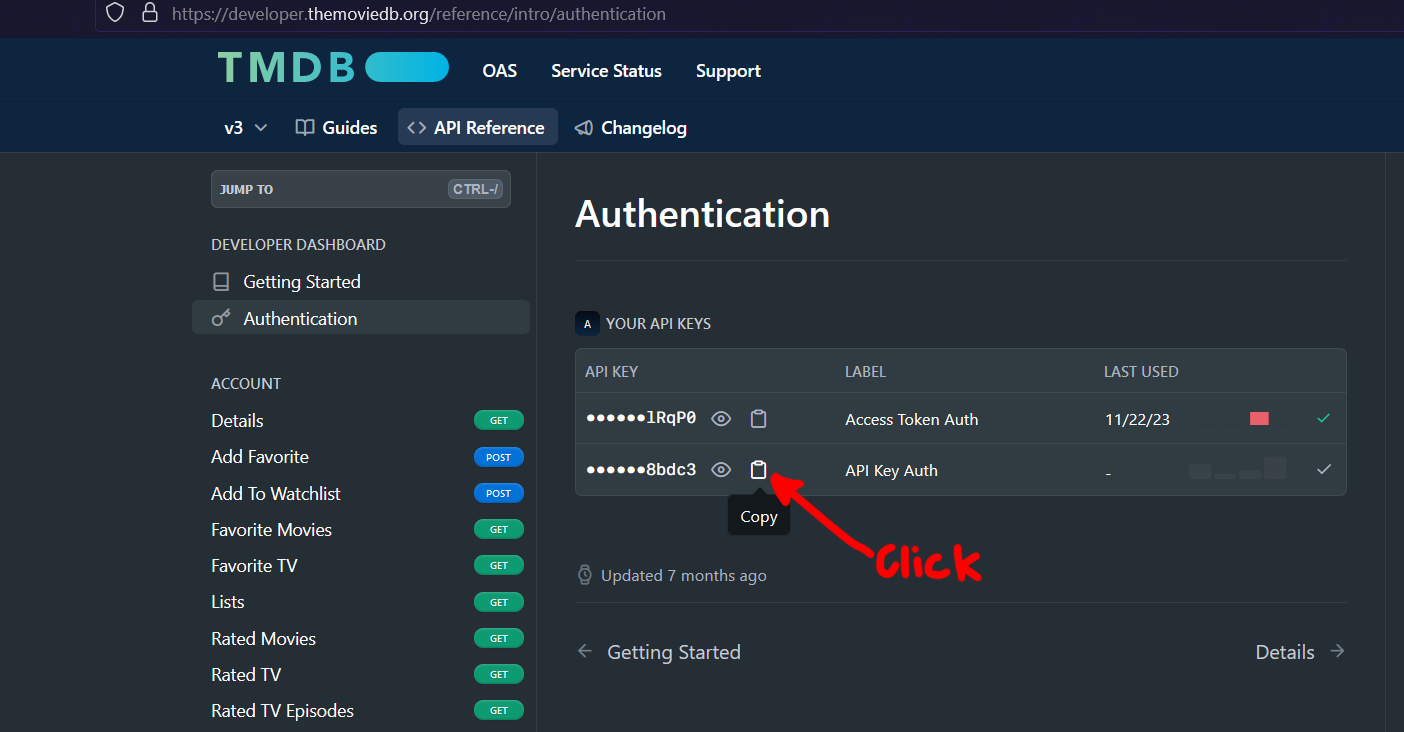 https://developer.themoviedb.org/reference/intro/authentication
TMDB OAS Service Status Support
v3 Guides <> API Reference Changelog
JUMP TO CTRL-/
DEVELOPER DASHBOARD
Getting Started
Authentication
ACCOUNT
Details GET
Add Favorite POST
Add To Watchlist POST
Favorite Movies GET
Favorite TV GET
Lists GET
Rated Movies GET
Rated TV GET
Rated TV Episodes GET
Authentication
A YOUR API KEYS
API KEY LABEL LAST USED
••••••lRqP0 Access Token Auth 11/22/23
••••••8bdc3 API Key Auth -
Copy
Click
Updated 7 months ago
← Getting Started Details →